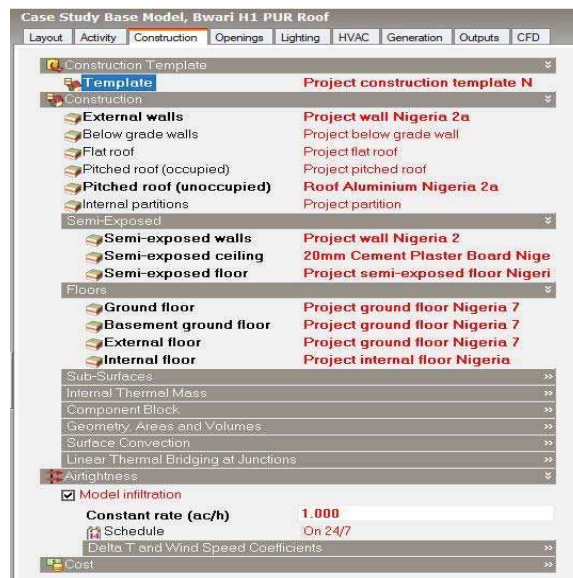 Case Study Base Model, Bwari H1 PUR Roof
Layout Activity Construction Openings Lighting HVAC Generation Outputs CFD
Construction Template
Template Project construction template N
Construction
External walls Project wall Nigeria 2a
Below grade walls Project below grade wall
Flat roof Project flat roof
Pitched roof (occupied) Project pitched roof
Pitched roof (unoccupied) Roof Aluminium Nigeria 2a
Internal partitions Project partition
Semi-Exposed
Semi-exposed walls Project wall Nigeria 2
Semi-exposed ceiling 20mm Cement Plaster Board Nige
Semi-exposed floor Project semi-exposed floor Nigeri
Floors
Ground floor Project ground floor Nigeria 7
Basement ground floor Project ground floor Nigeria 7
External floor Project ground floor Nigeria 7
Internal floor Project internal floor Nigeria
Sub-Surfaces
Internal Thermal Mass
Component Block
Geometry, Areas and Volumes
Surface Convection
Linear Thermal Bridging at Junctions
Airtightness
Model infiltration
Constant rate (ac/h) 1.000
Schedule On 24/7
Delta T and Wind Speed Coefficients
Cost